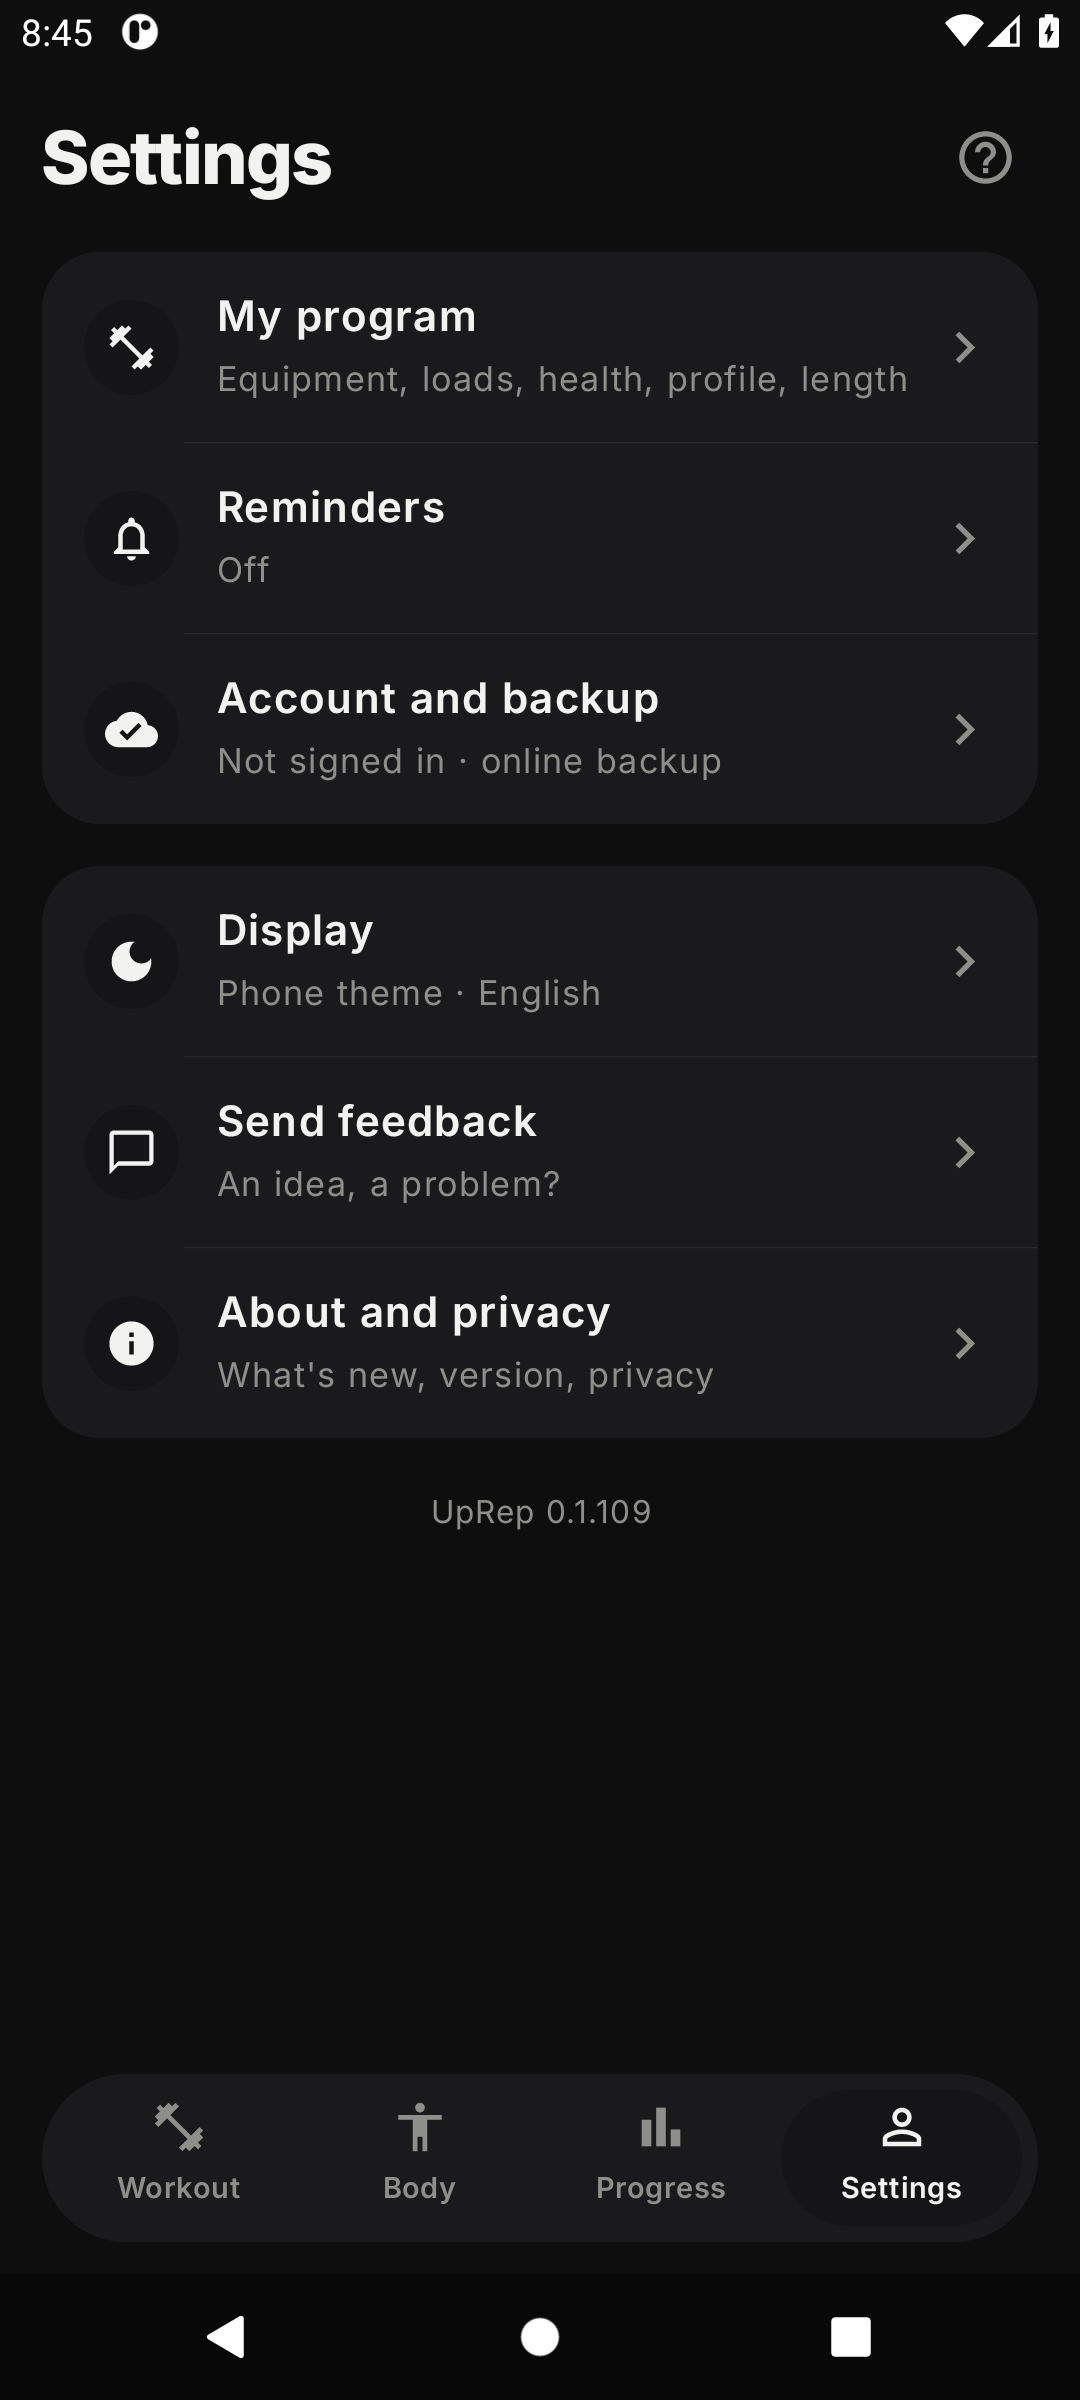 8:45
Settings
My program
Equipment, loads, health, profile, length
Reminders
Off
Account and backup
Not signed in · online backup
Display
Phone theme · English
Send feedback
An idea, a problem?
About and privacy
What's new, version, privacy
UpRep 0.1.109
Workout
Body
Progress
Settings